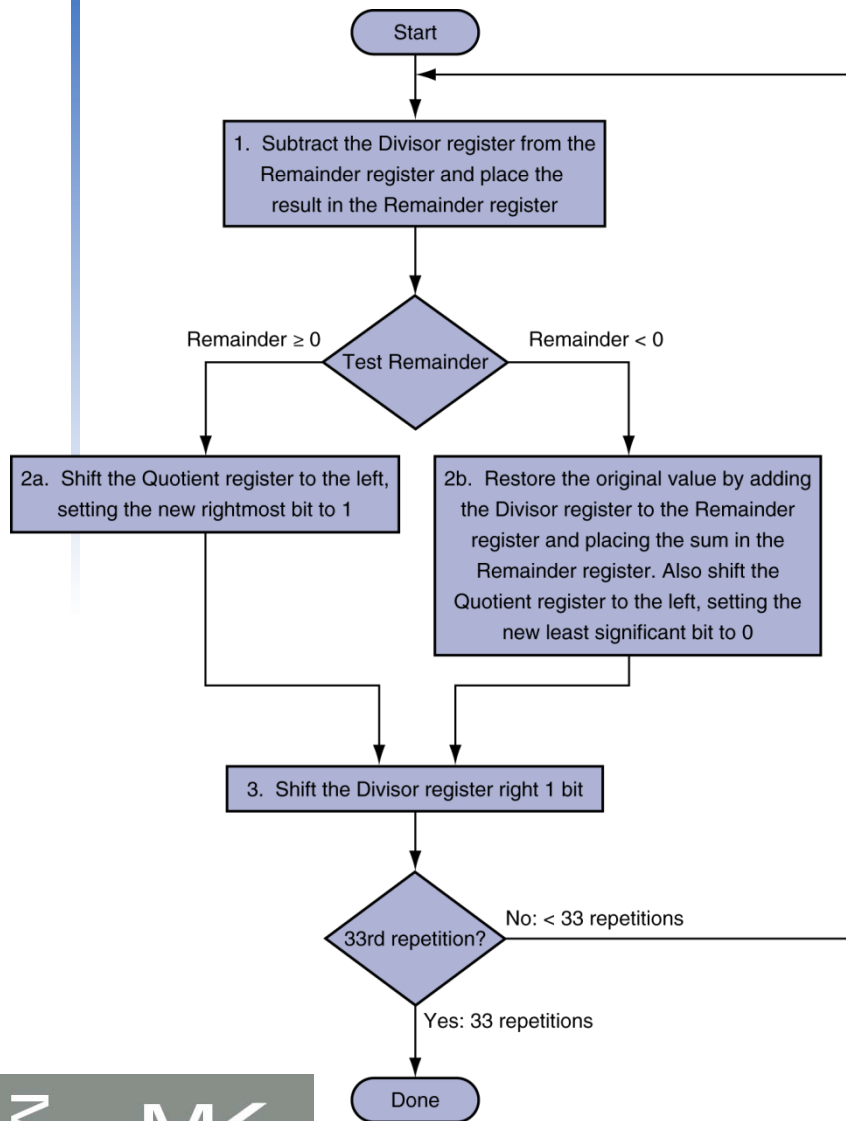 Start
1. Subtract the Divisor register from the
Remainder register and place the
result in the Remainder register
Remainder ≥ 0
Test Remainder
Remainder < 0
2a. Shift the Quotient register to the left,
setting the new rightmost bit to 1
2b. Restore the original value by adding
the Divisor register to the Remainder
register and placing the sum in the
Remainder register. Also shift the
Quotient register to the left, setting the
new least significant bit to 0
3. Shift the Divisor register right 1 bit
33rd repetition?
No: < 33 repetitions
Yes: 33 repetitions
Done